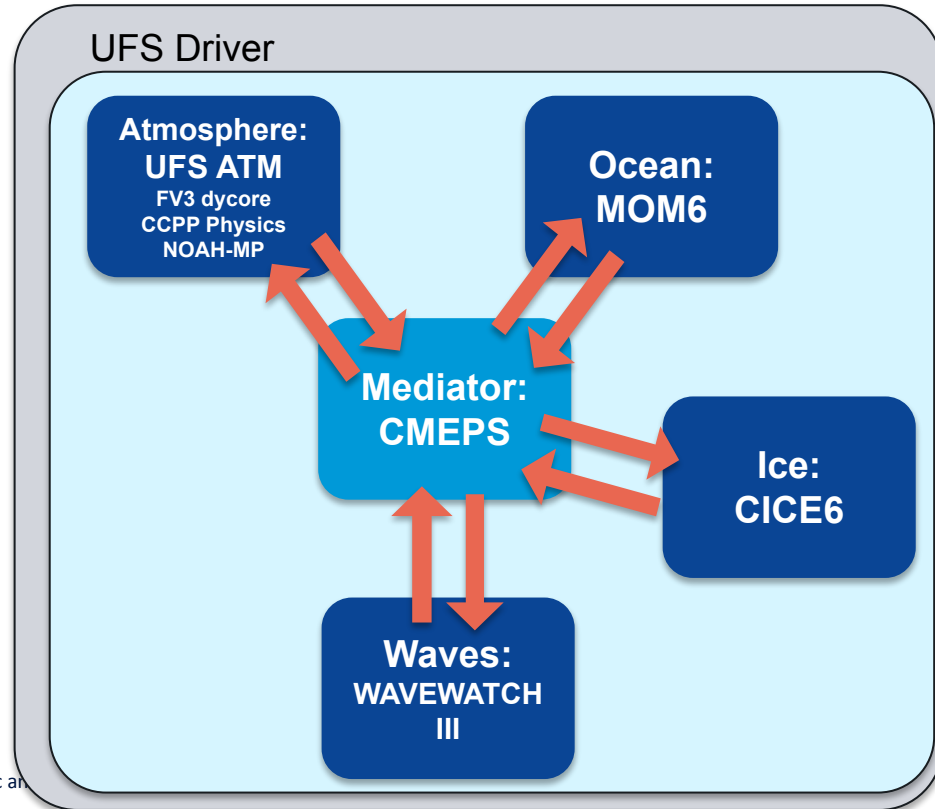 UFS Driver
Atmosphere:
UFS ATM
FV3 dycore
CCPP Physics
NOAH-MP
Ocean:
MOM6
Mediator:
CMEPS
Ice:
CICE6
Waves:
WAVEWATCH
III